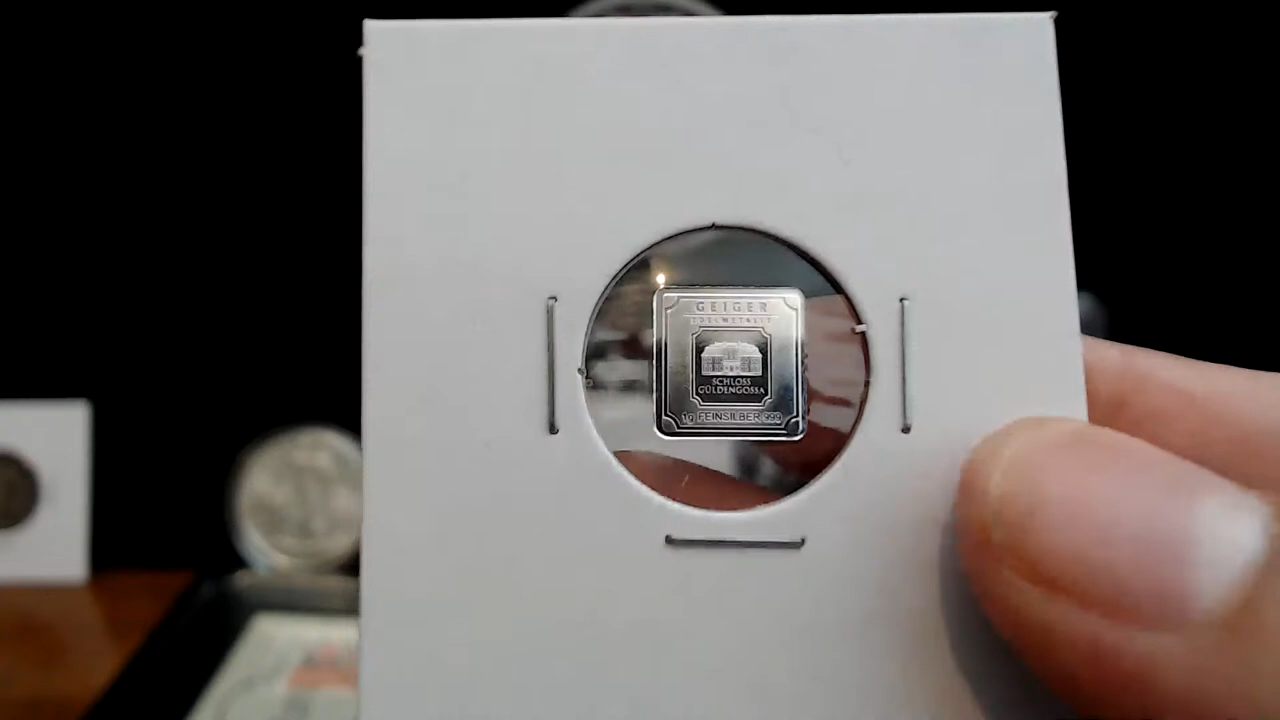 GEIGER
EDELMETALLE
SCHLOSS
GÜLDENGOSSA
1g FEINSILBER 999